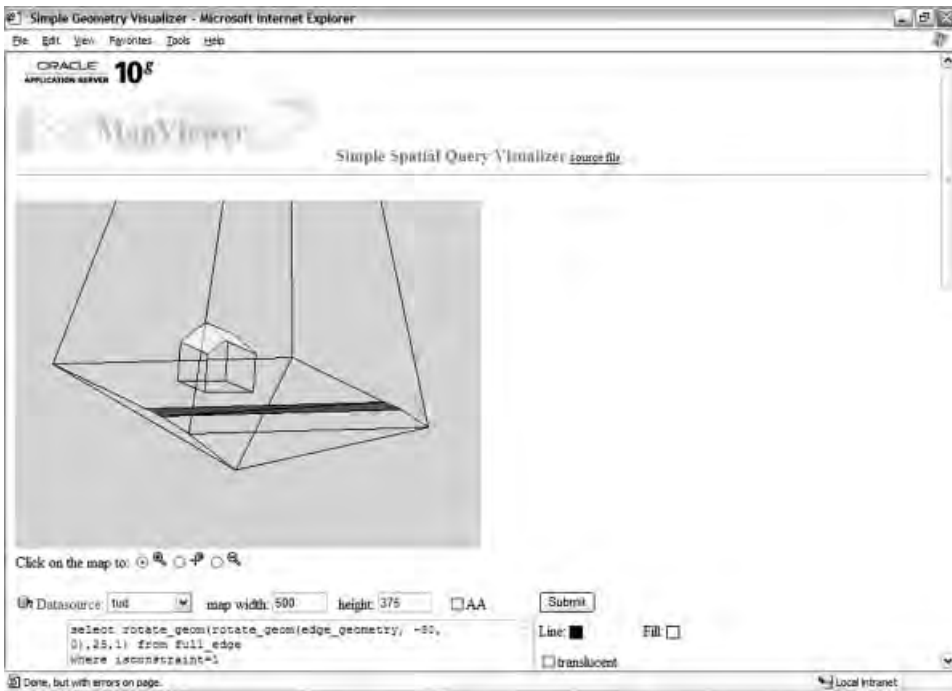 Simple Geometry Visualizer - Microsoft Internet Explorer
File Edit View Favorites Tools Help
ORACLE
APPLICATION SERVER 10g
MapViewer
Simple Spatial Query Visualizer source file
Click on the map to:
Datasource: tud map width: 500 height: 375 AA Submit
select rotate_geom(rotate_geom(edge_geometry,
0),25,1) from full_edge
where isconstraint=1
Line: Fill:
translucent
Done, but with errors on page. Local intranet